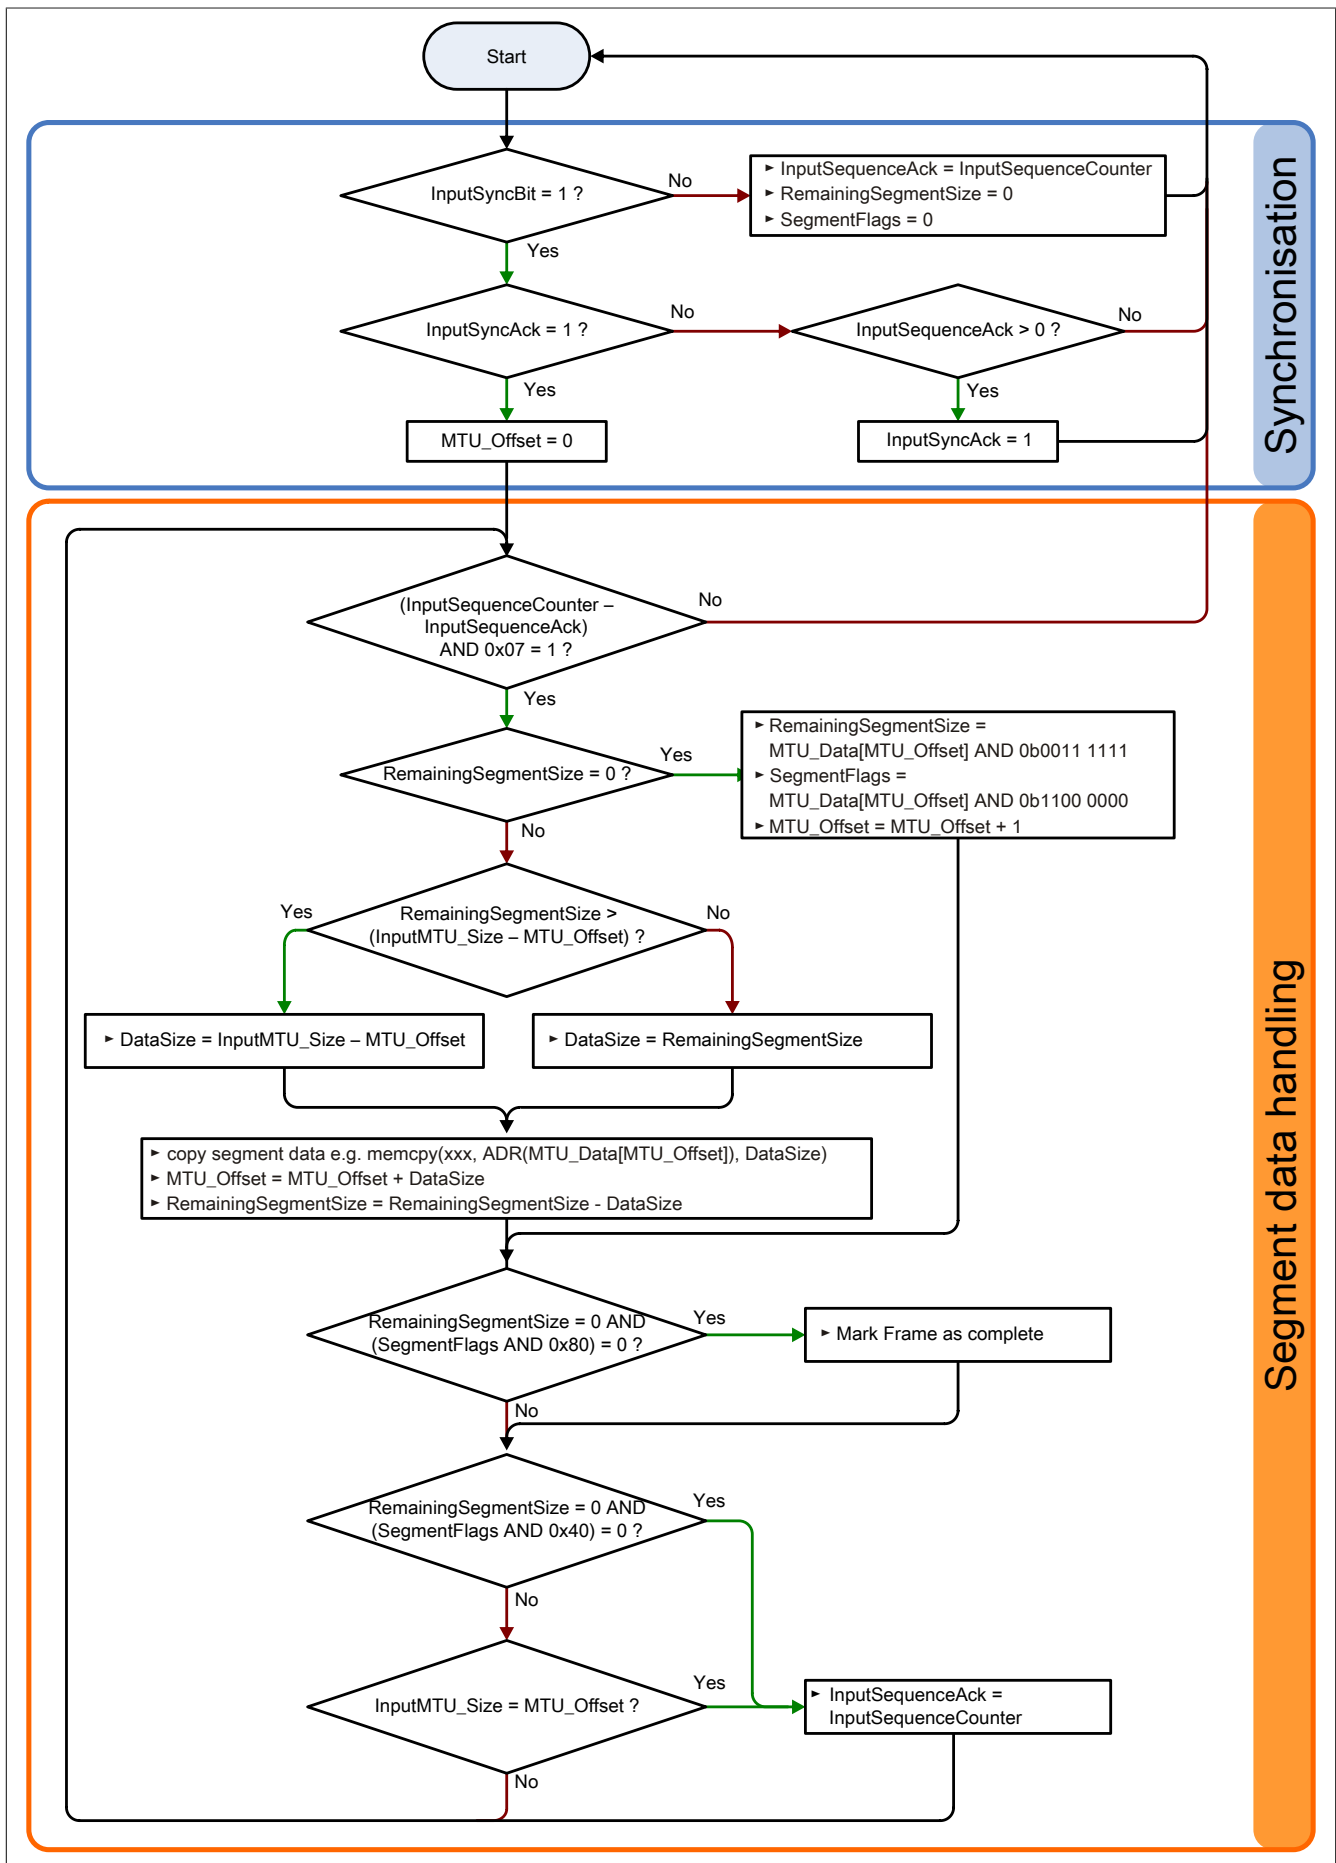 Start
Synchronisation
InputSyncBit = 1 ?
No
► InputSequenceAck = InputSequenceCounter
► RemainingSegmentSize = 0
► SegmentFlags = 0
Yes
InputSyncAck = 1 ?
No
InputSequenceAck > 0 ?
No
Yes
Yes
MTU_Offset = 0
InputSyncAck = 1
Segment data handling
(InputSequenceCounter –
InputSequenceAck)
AND 0x07 = 1 ?
No
Yes
RemainingSegmentSize = 0 ?
Yes
► RemainingSegmentSize =
MTU_Data[MTU_Offset] AND 0b0011 1111
► SegmentFlags =
MTU_Data[MTU_Offset] AND 0b1100 0000
► MTU_Offset = MTU_Offset + 1
No
RemainingSegmentSize >
(InputMTU_Size – MTU_Offset) ?
Yes
No
► DataSize = InputMTU_Size – MTU_Offset
► DataSize = RemainingSegmentSize
► copy segment data e.g. memcpy(xxx, ADR(MTU_Data[MTU_Offset]), DataSize)
► MTU_Offset = MTU_Offset + DataSize
► RemainingSegmentSize = RemainingSegmentSize - DataSize
RemainingSegmentSize = 0 AND
(SegmentFlags AND 0x80) = 0 ?
Yes
► Mark Frame as complete
No
RemainingSegmentSize = 0 AND
(SegmentFlags AND 0x40) = 0 ?
Yes
No
InputMTU_Size = MTU_Offset ?
Yes
► InputSequenceAck =
InputSequenceCounter
No